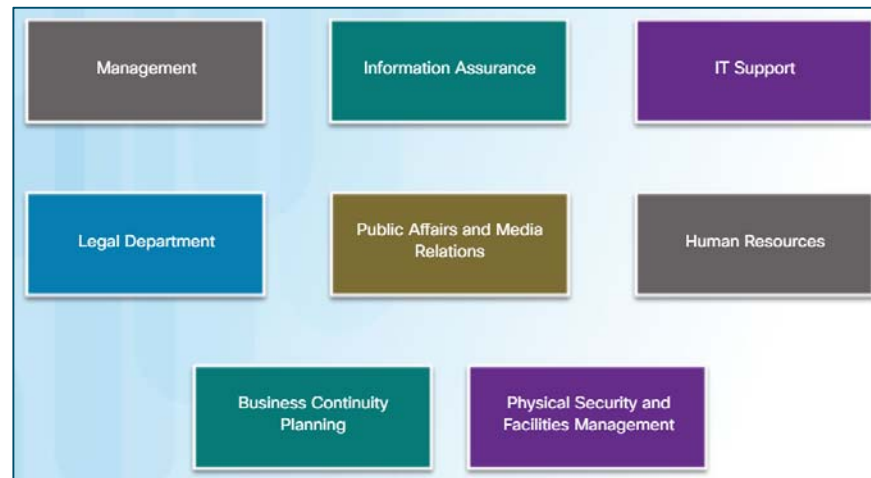 Management
Information Assurance
IT Support
Legal Department
Public Affairs and Media
Relations
Human Resources
Business Continuity
Planning
Physical Security and
Facilities Management